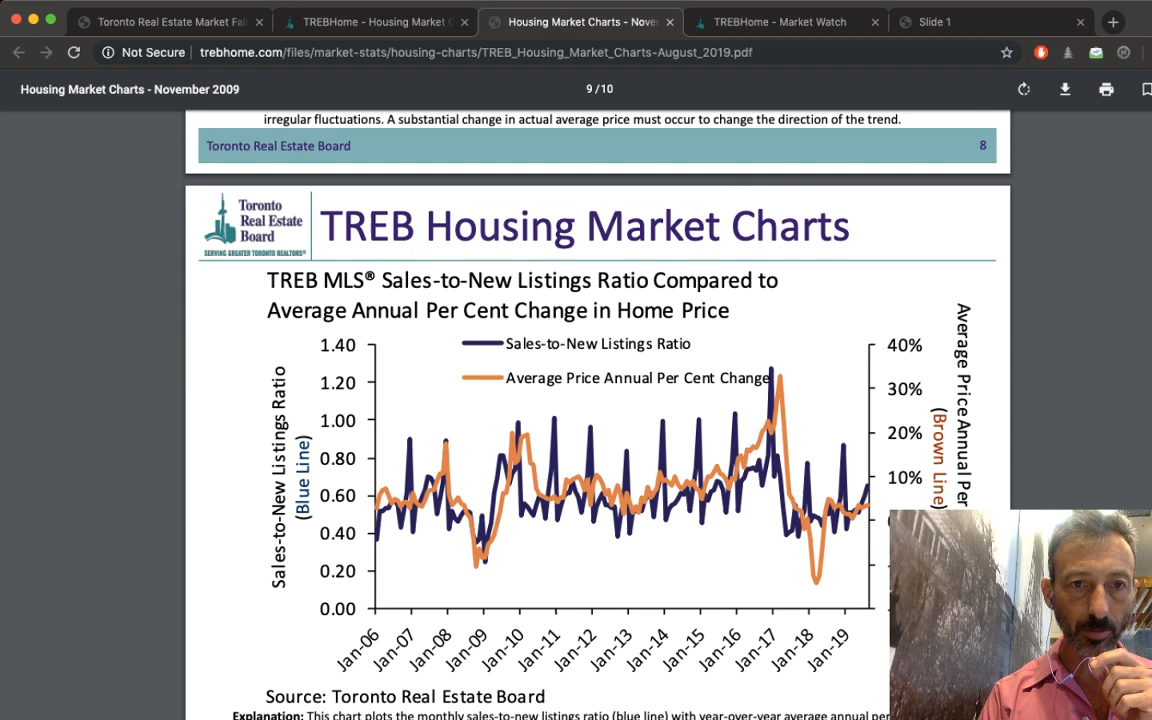 Toronto Real Estate Market Fal
TREBHome - Housing Market C
Housing Market Charts - Nove
TREBHome - Market Watch
Slide 1
Not Secure
trebhome.com/files/market-stats/housing-charts/TREB_Housing_Market_Charts-August_2019.pdf
Housing Market Charts - November 2009
9 / 10
irregular fluctuations. A substantial change in actual average price must occur to change the direction of the trend.
Toronto Real Estate Board
8
Toronto
Real Estate
Board
SERVING GREATER TORONTO REALTORS®
TREB Housing Market Charts
TREB MLS® Sales-to-New Listings Ratio Compared to
Average Annual Per Cent Change in Home Price
Sales-to-New Listings Ratio
Average Price Annual Per Cent Change
Sales-to-New Listings Ratio
(Blue Line)
1.40
1.20
1.00
0.80
0.60
0.40
0.20
0.00
40%
30%
20%
10%
Average Price Annual Per
(Brown Line)
Jan-06
Jan-07
Jan-08
Jan-09
Jan-10
Jan-11
Jan-12
Jan-13
Jan-14
Jan-15
Jan-16
Jan-17
Jan-18
Jan-19
Source: Toronto Real Estate Board
Explanation: This chart plots the monthly sales-to-new listings ratio (blue line) with year-over-year average annual per